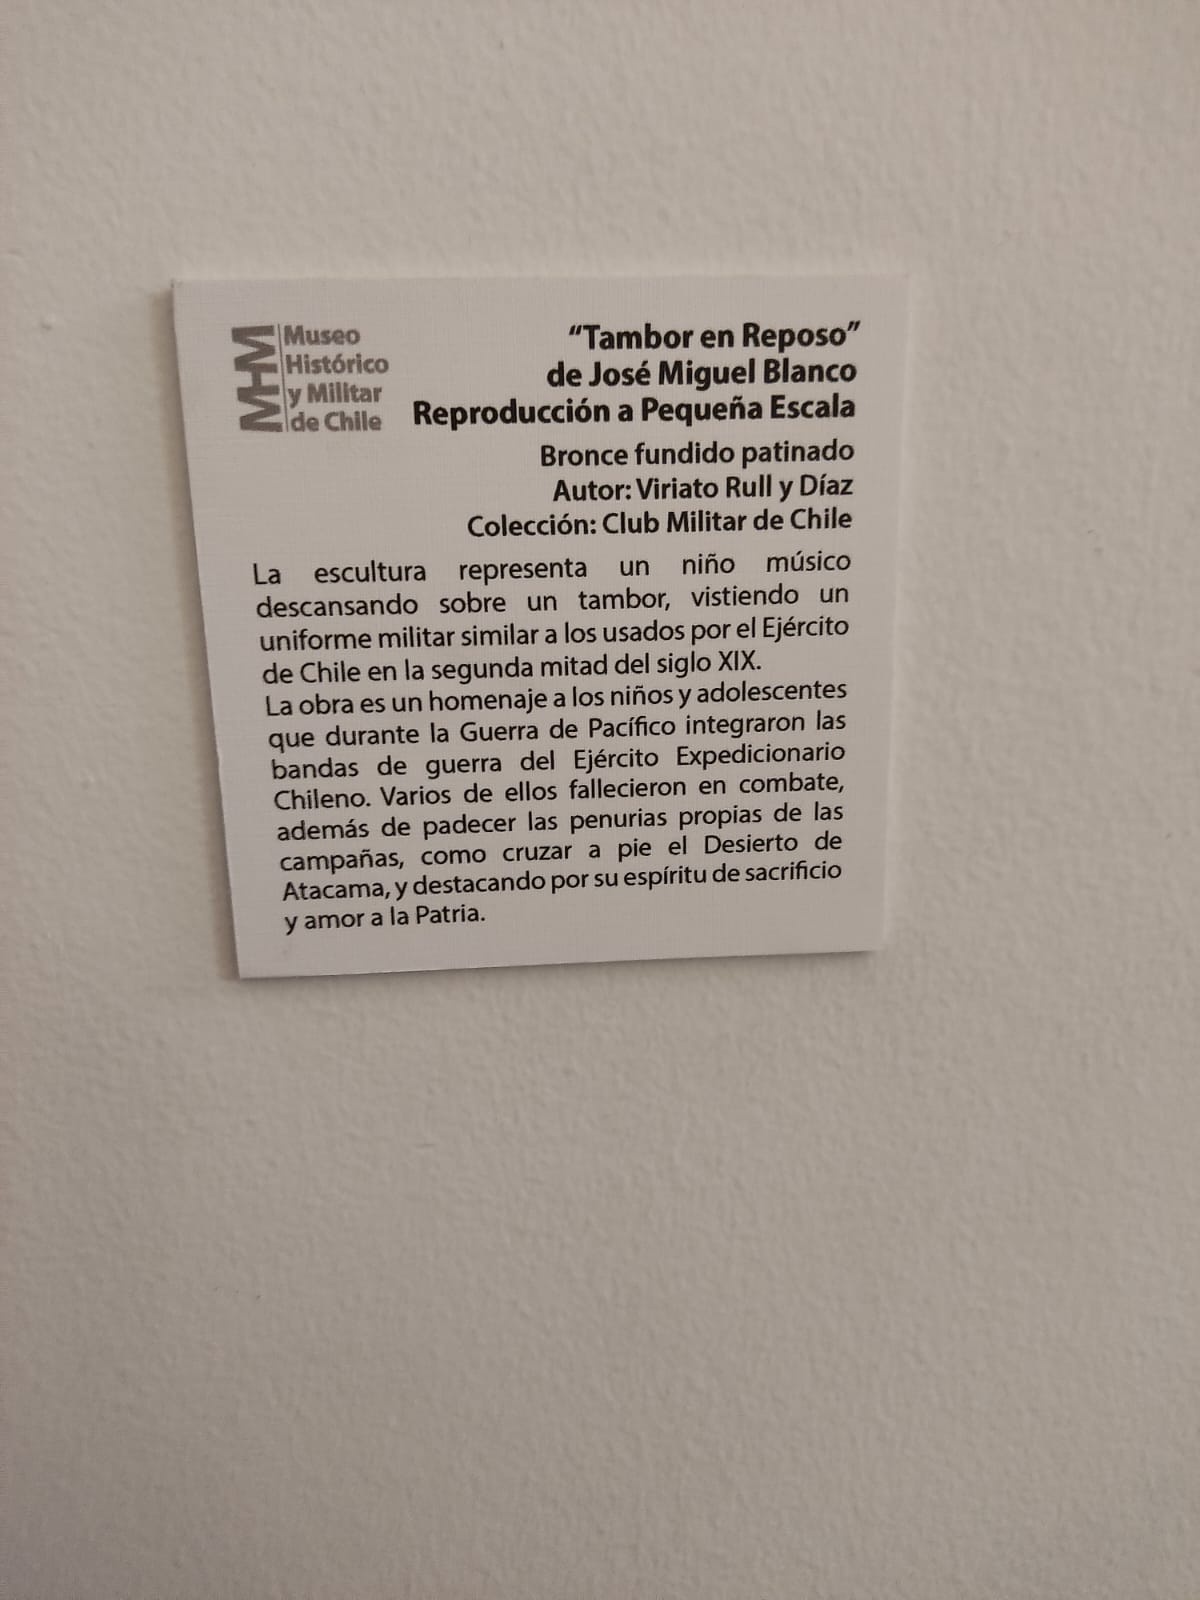 MHM
Museo
Histórico
y Militar
de Chile
“Tambor en Reposo”
de José Miguel Blanco
Reproducción a Pequeña Escala
Bronce fundido patinado
Autor: Viriato Rull y Díaz
Colección: Club Militar de Chile
La escultura representa un niño músico
descansando sobre un tambor, vistiendo un
uniforme militar similar a los usados por el Ejército
de Chile en la segunda mitad del siglo XIX.
La obra es un homenaje a los niños y adolescentes
que durante la Guerra de Pacífico integraron las
bandas de guerra del Ejército Expedicionario
Chileno. Varios de ellos fallecieron en combate,
además de padecer las penurias propias de las
campañas, como cruzar a pie el Desierto de
Atacama, y destacando por su espíritu de sacrificio
y amor a la Patria.